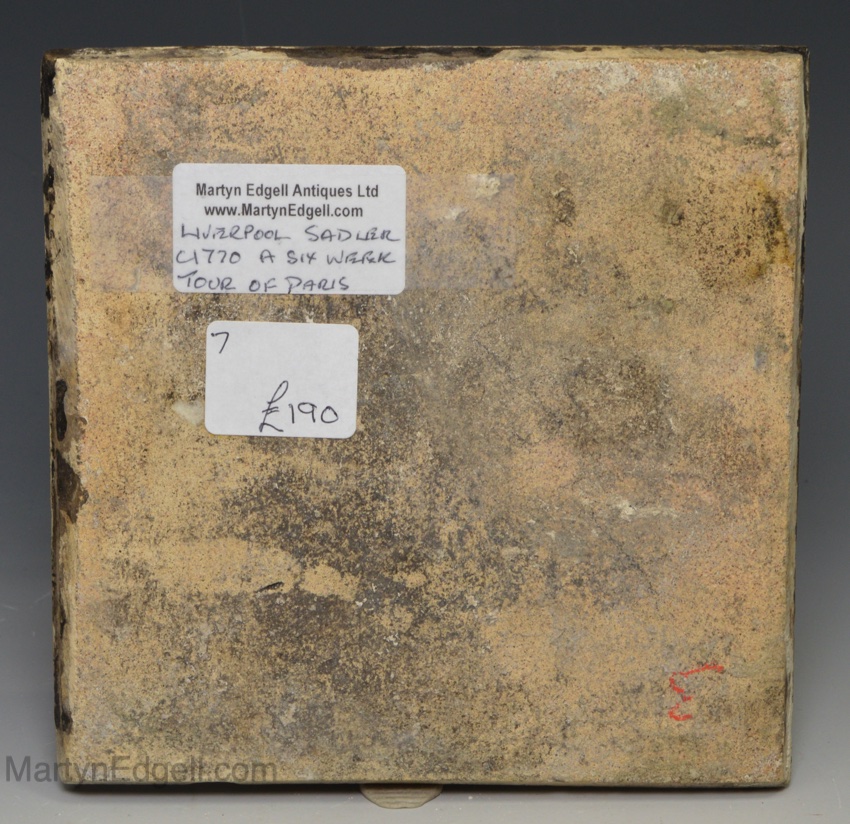 Martyn Edgell Antiques Ltd
www.MartynEdgell.com
LIVERPOOL SADLER
C1770 A SIX WEEK
TOUR OF PARIS
7
£190
MartynEdgell.com